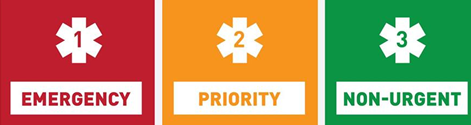 1
EMERGENCY
2
PRIORITY
3
NON-URGENT